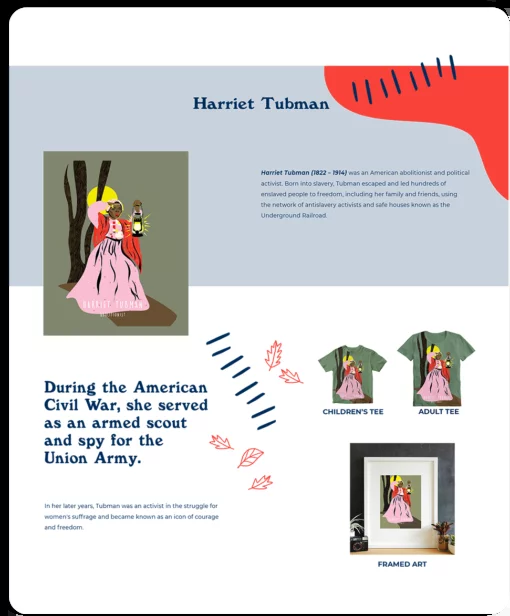 Harriet Tubman
Harriet Tubman (1822 – 1914) was an American abolitionist and political
activist. Born into slavery, Tubman escaped and led hundreds of
enslaved people to freedom, including her family and friends, using
the network of antislavery activists and safe houses known as the
Underground Railroad.
HARRIET TUBMAN
ABOLITIONIST
During the American
Civil War, she served
as an armed scout
and spy for the
Union Army.
CHILDREN'S TEE
ADULT TEE
In her later years, Tubman was an activist in the struggle for
women's suffrage and became known as an icon of courage
and freedom.
FRAMED ART